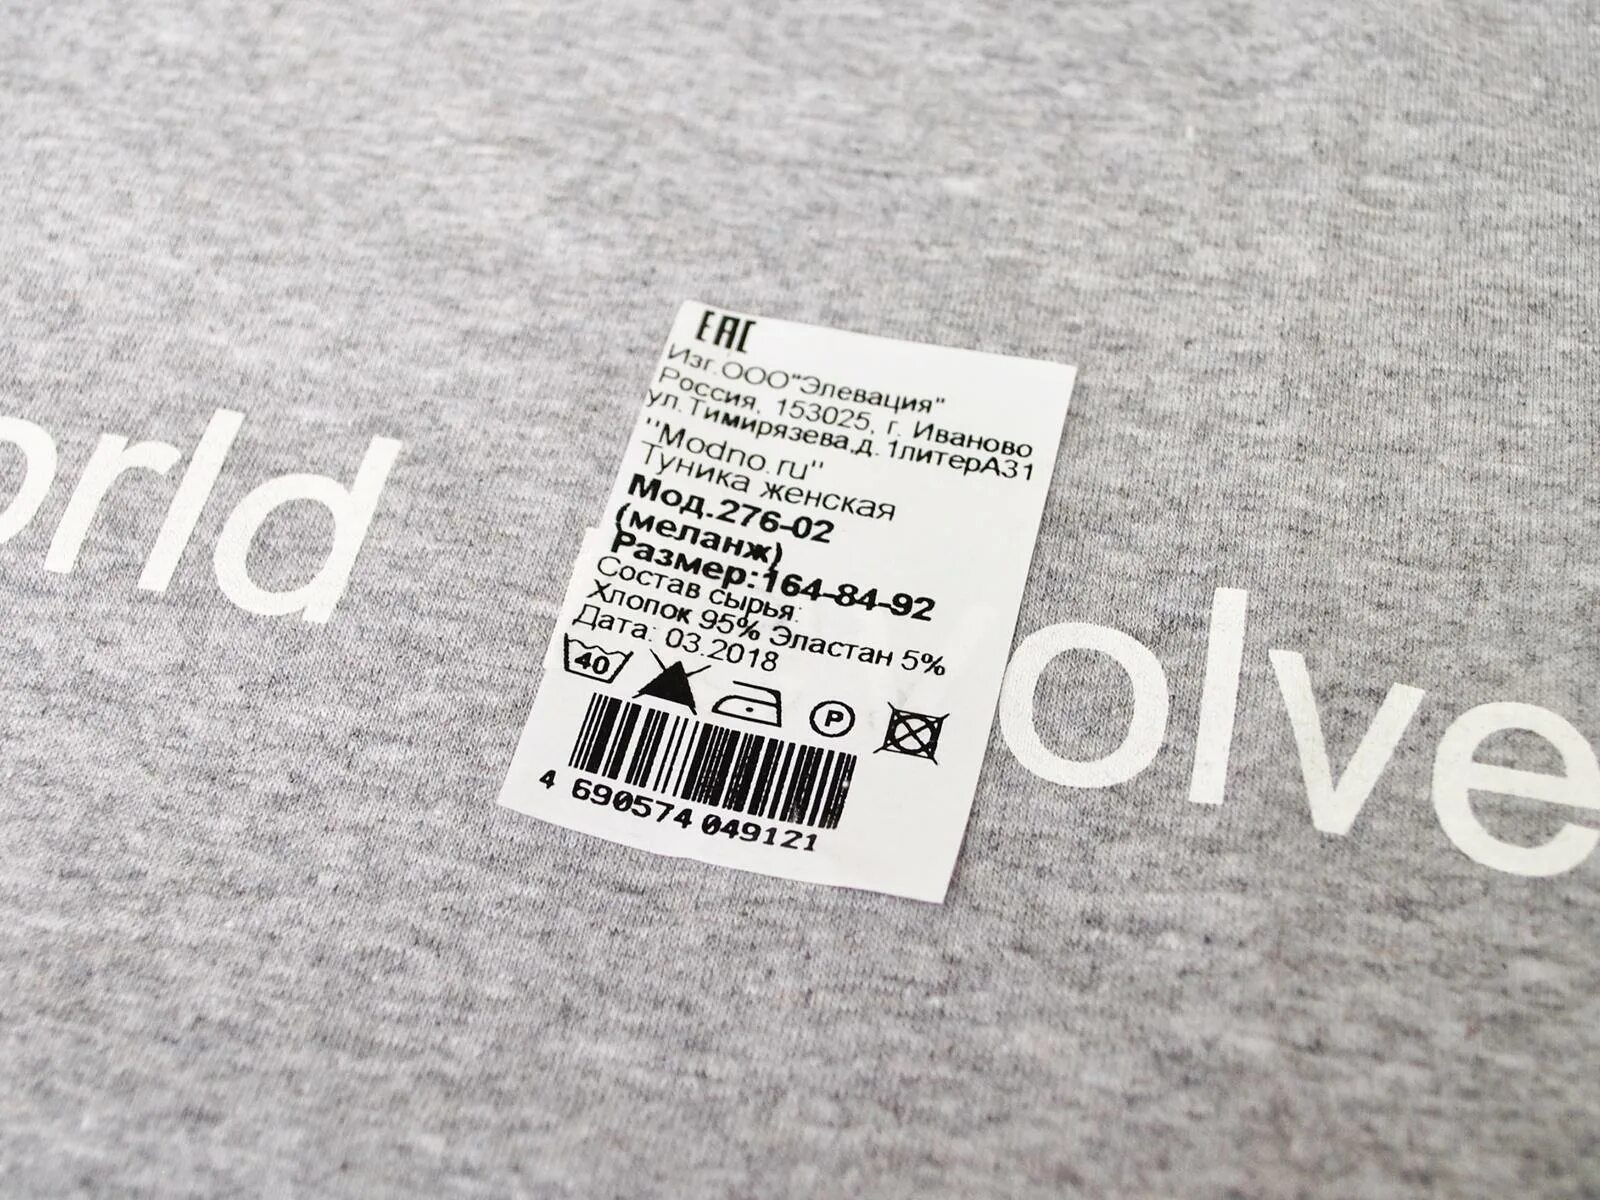 EAC
Изг.ООО"Элевация"
Россия, 153025, г. Иваново
ул.Тимирязева,д.1литерА31
"Modno.ru"
Туника женская
Мод.276-02
(меланж)
Размер:164-84-92
Состав сырья:
Хлопок 95% Эластан 5%
Дата: 03.2018
40
P
4 690574 049121
orld
olve